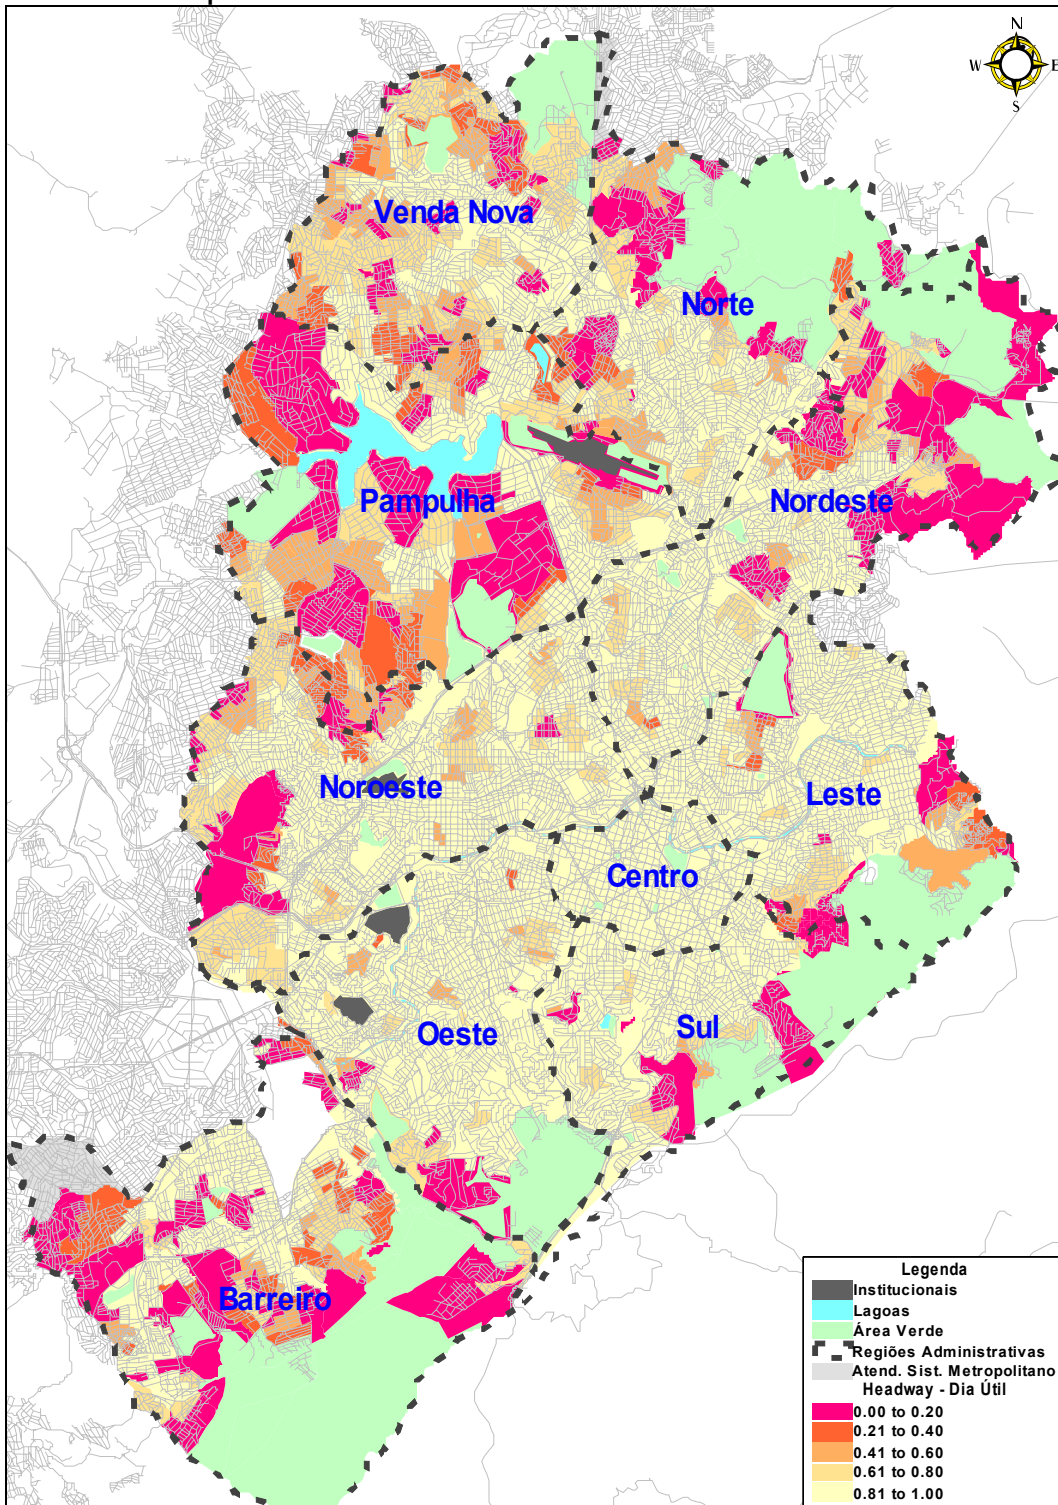 N
W E
S
Venda Nova
Norte
Pampulha
Nordeste
Noroeste
Leste
Centro
Oeste
Sul
Barreiro
Legenda
Institucionais
Lagoas
Área Verde
Regiões Administrativas
Atend. Sist. Metropolitano
Headway - Dia Útil
0.00 to 0.20
0.21 to 0.40
0.41 to 0.60
0.61 to 0.80
0.81 to 1.00